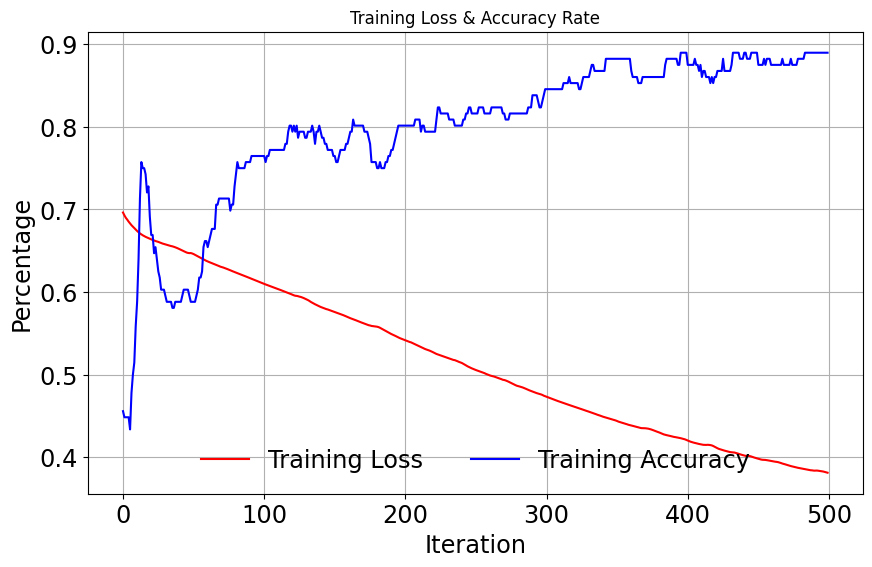 Training Loss & Accuracy Rate
Percentage
0.9
0.8
0.7
0.6
0.5
0.4
Training Loss
Training Accuracy
0
100
200
300
400
500
Iteration